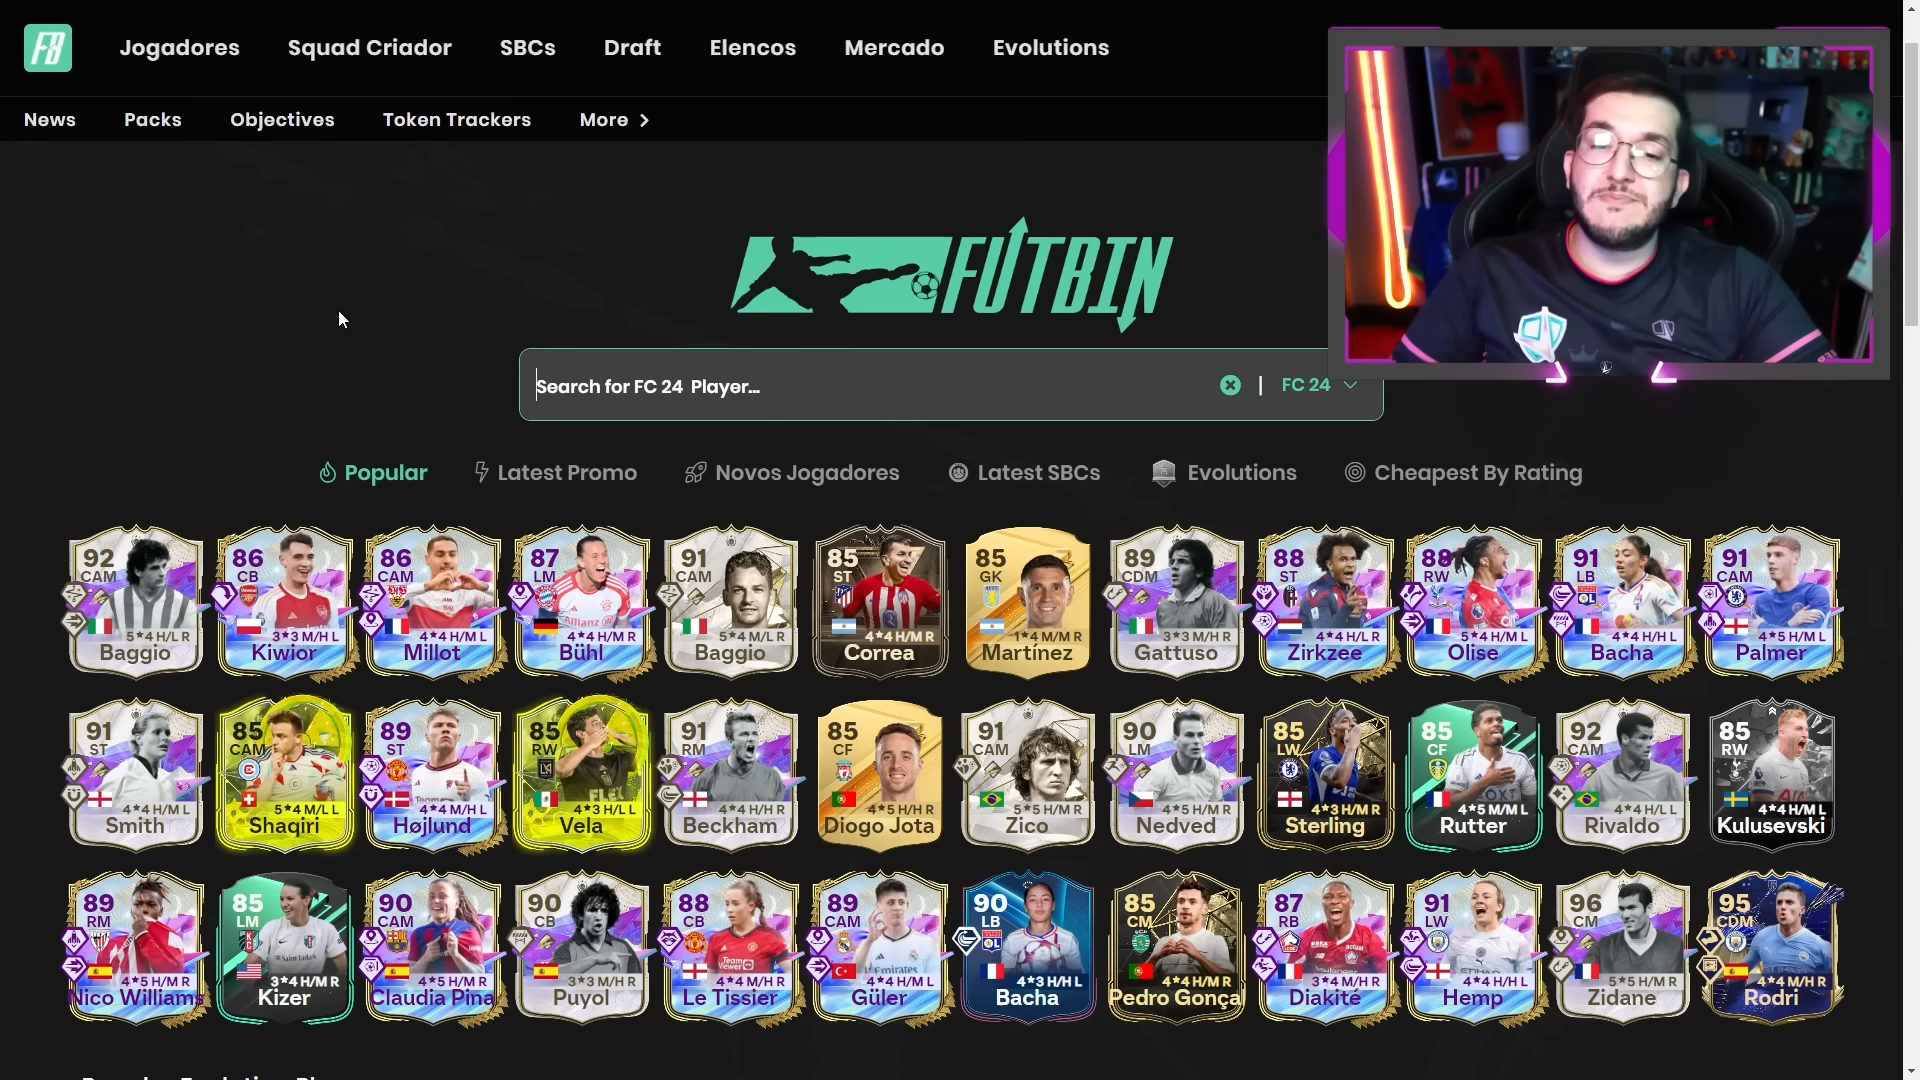 FB Jogadores Squad Criador SBCs Draft Elencos Mercado Evolutions
News Packs Objectives Token Trackers More
FUTBIN
Search for FC 24 Player...
FC 24
Popular Latest Promo Novos Jogadores Latest SBCs Evolutions Cheapest By Rating
92 CAM 5★4 H/L R Baggio
86 CB 3★3 M/H L Kiwior
86 CAM 4★4 H/M L Millot
87 LM 4★4 H/M R Bühl
91 CAM 5★4 M/L R Baggio
85 ST 4★4 H/M R Correa
85 GK 1★4 M/M R Martínez
89 CDM 3★3 M/H R Gattuso
88 ST 4★4 H/L R Zirkzee
88 RW 5★4 H/M L Olise
91 LB 4★4 H/H L Bacha
91 CAM 4★5 H/M L Palmer
91 ST 4★4 H/M L Smith
85 CAM 5★4 M/L L Shaqiri
89 ST 4★4 M/H L Højlund
85 RW 4★3 H/L L Vela
91 RM 4★4 H/H R Beckham
85 CF 4★5 H/H R Diogo Jota
91 CAM 5★5 H/M R Zico
90 LM 4★5 H/M R Nedved
85 LW 4★3 H/M R Sterling
85 CF 4★5 M/M L Rutter
92 CAM 4★4 H/L L Rivaldo
85 RW 4★4 H/M L Kulusevski
89 RM 4★5 H/M R Nico Williams
85 LM 3★4 H/M R Kizer
90 CAM 4★5 H/M R Claudia Pina
90 CB 3★3 M/H R Puyol
88 CB 4★4 M/H R Le Tissier
89 CAM 4★4 M/L L Güler
90 LB 4★3 H/H L Bacha
85 CM 4★4 H/M R Pedro Gonça
87 RB 3★4 M/H R Diakité
91 LW 4★4 H/H L Hemp
96 CM 5★5 H/M R Zidane
95 CDM 4★4 M/H R Rodri